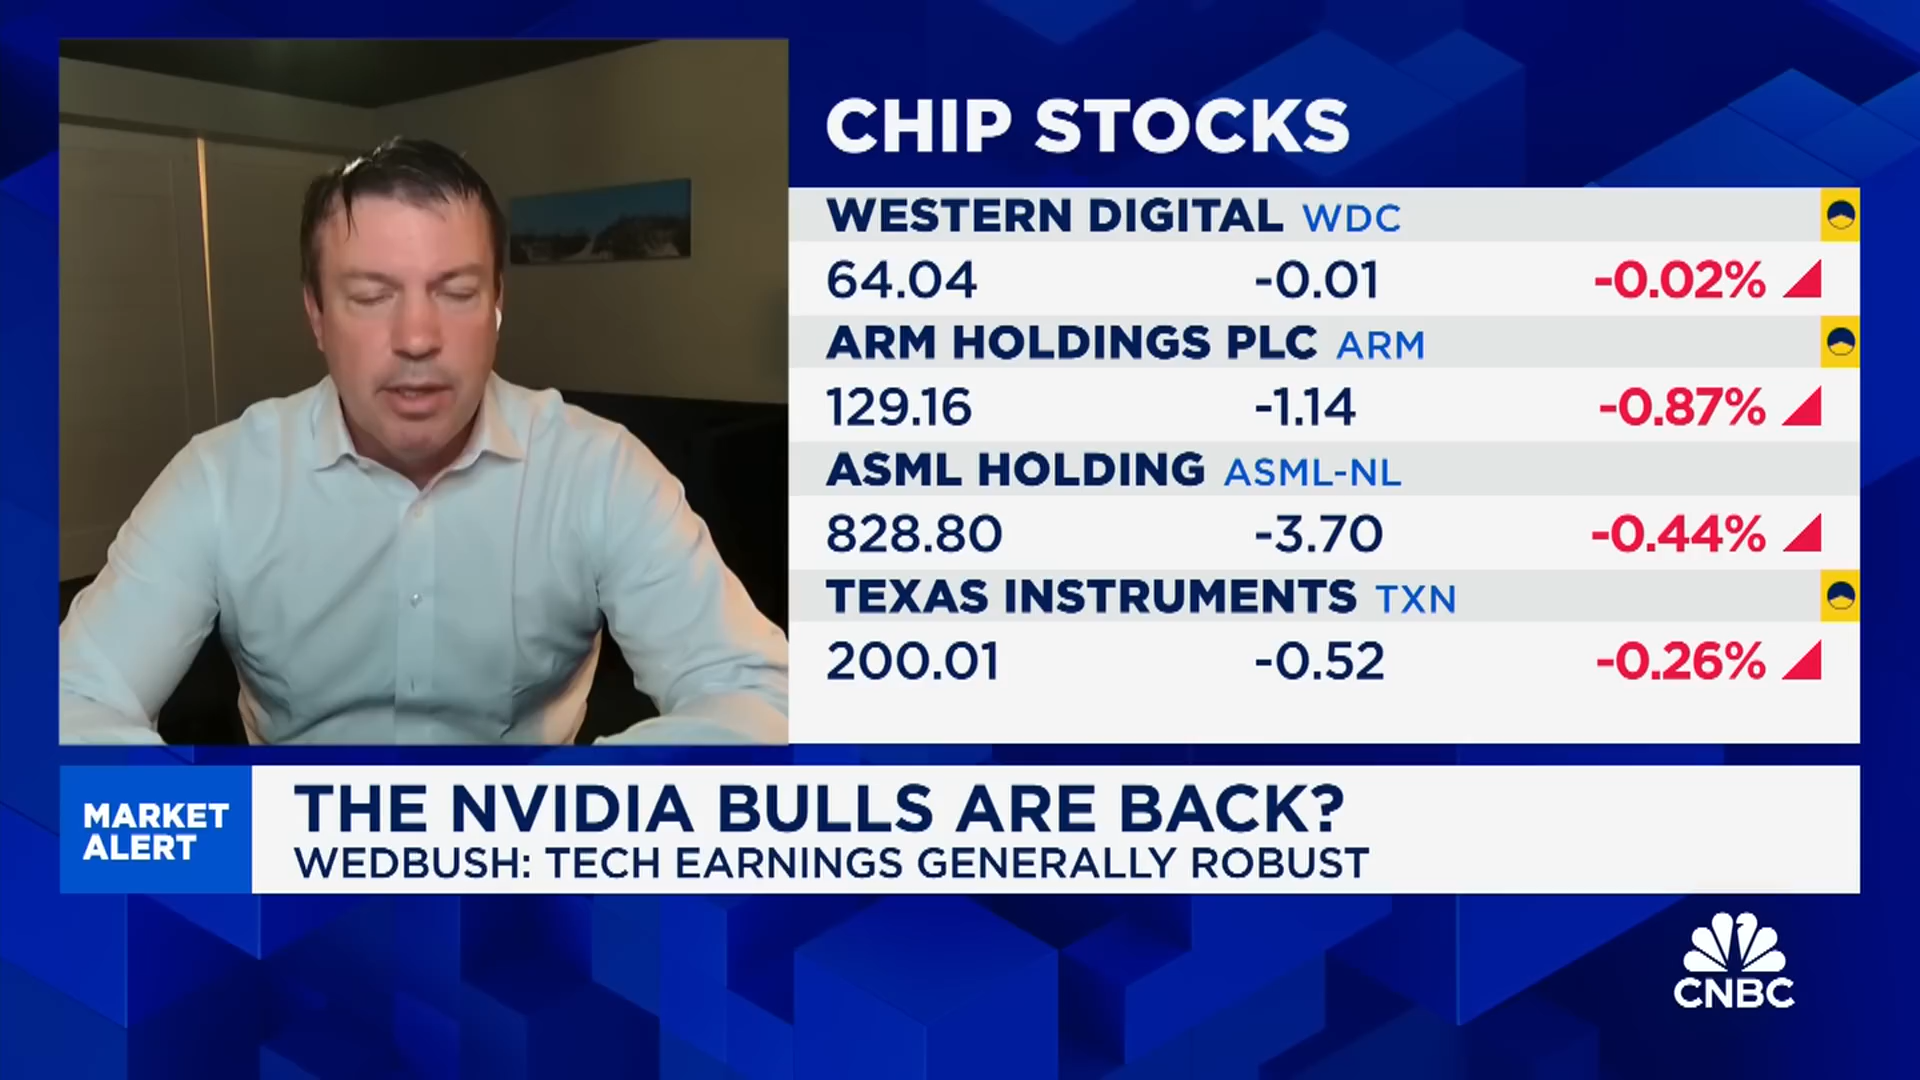 CHIP STOCKS
WESTERN DIGITAL WDC
64.04 -0.01 -0.02%
ARM HOLDINGS PLC ARM
129.16 -1.14 -0.87%
ASML HOLDING ASML-NL
828.80 -3.70 -0.44%
TEXAS INSTRUMENTS TXN
200.01 -0.52 -0.26%
MARKET
ALERT
THE NVIDIA BULLS ARE BACK?
WEDBUSH: TECH EARNINGS GENERALLY ROBUST
CNBC